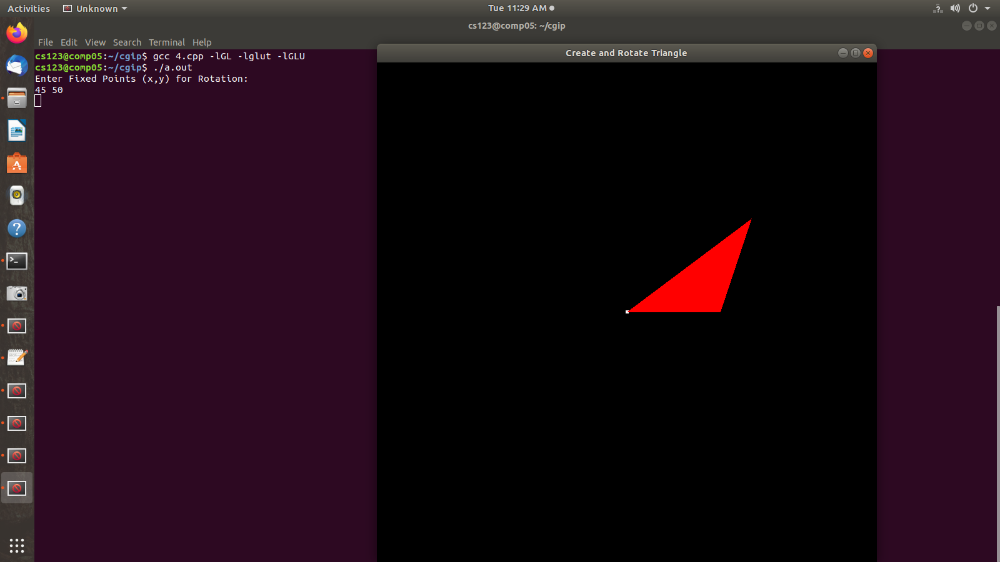 Activities Unknown Tue 11:29 AM
cs123@comp05: ~/cgip
File Edit View Search Terminal Help
cs123@comp05:~/cgip$ gcc 4.cpp -lGL -lglut -lGLU
cs123@comp05:~/cgip$ ./a.out
Enter Fixed Points (x,y) for Rotation:
45 50
Create and Rotate Triangle